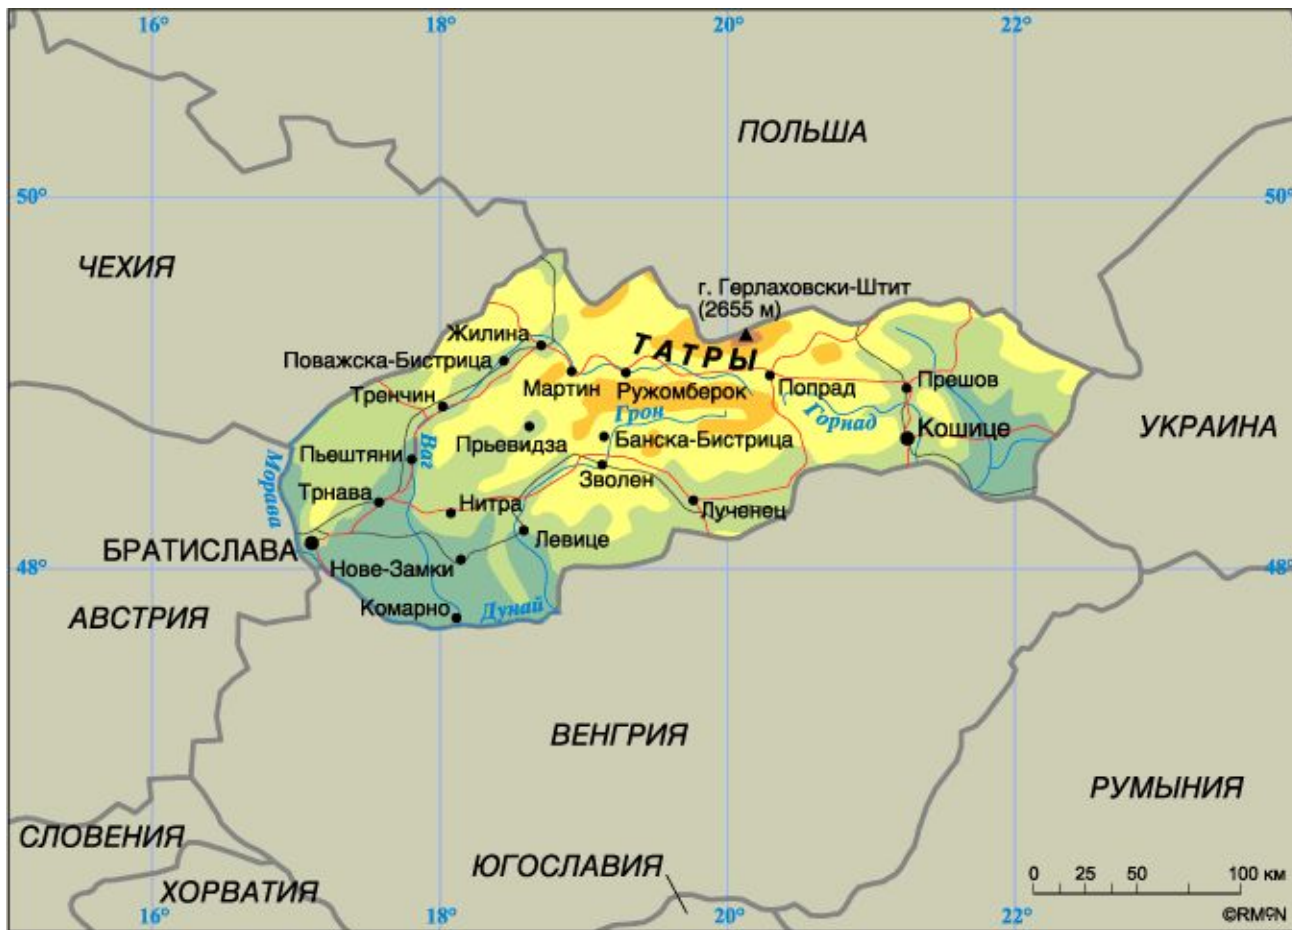 16° 18° 20° 22°
ПОЛЬША
50° 50°
ЧЕХИЯ
г. Герлаховски-Штит
(2655 м)
Жилина
ТАТРЫ
Поважска-Бистрица
Мартин
Ружомберок
Попрад
Прешов
Тренчин
Грон
Горнад
Кошице
УКРАИНА
Прьевидза
Банска-Бистрица
Ваг
Пьештяни
Морава
Зволен
Трнава
Нитра
Лученец
БРАТИСЛАВА
Левице
Нове-Замки
48° 48°
Комарно
Дунай
АВСТРИЯ
ВЕНГРИЯ
РУМЫНИЯ
СЛОВЕНИЯ
ЮГОСЛАВИЯ
ХОРВАТИЯ
0 25 50 100 км
16° 18° 20° 22°
©RMCN